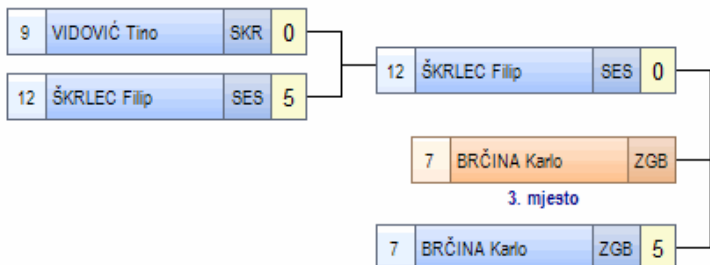 9 VIDOVIĆ Tino SKR 0
12 ŠKRLEC Filip SES 5
12 ŠKRLEC Filip SES 0
7 BRČINA Karlo ZGB
3. mjesto
7 BRČINA Karlo ZGB 5